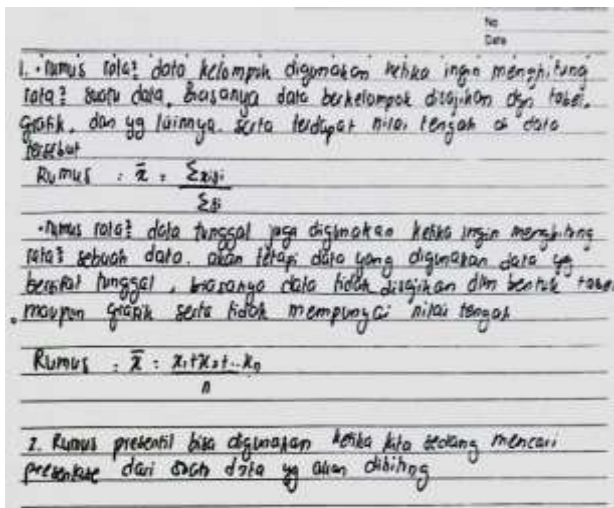 No
Date
1. • rumus rata² data kelompok digunakan ketika ingin menghitung
rata² suatu data. Biasanya data berkelompok disajikan dgn tabel,
grafik, dan yg lainnya. serta terdapat nilai tengah di data
tersebut
Rumus : x̄ = Σxifi
Σfi
• rumus rata² data tunggal juga digunakan ketika ingin menghitung
rata² sebuah data. akan tetapi data yang digunakan data yg
bersifat tunggal, biasanya data tidak disajikan dlm bentuk tabel
maupun grafik serta tidak mempunyai nilai tengah
Rumus : x̄ = x₁+x₂+...xₙ
n
2. Rumus presentil bisa digunakan ketika kita sedang mencari
presentase dari suatu data yg akan dihitung